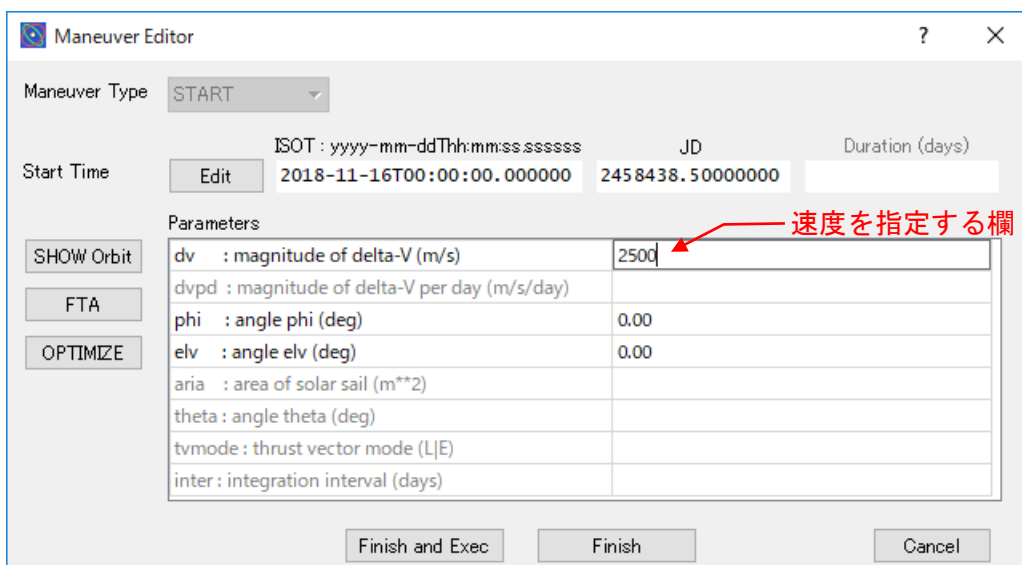 Maneuver Editor ? ×
Maneuver Type START
ISOT : yyyy-mm-ddThh:mm:ss.ssssss JD Duration (days)
Start Time Edit 2018-11-16T00:00:00.000000 2458438.50000000
Parameters
速度を指定する欄
SHOW Orbit
FTA
OPTIMIZE
dv : magnitude of delta-V (m/s) 2500
dvpd : magnitude of delta-V per day (m/s/day)
phi : angle phi (deg) 0.00
elv : angle elv (deg) 0.00
aria : area of solar sail (m**2)
theta : angle theta (deg)
tvmode : thrust vector mode (L|E)
inter : integration interval (days)
Finish and Exec Finish Cancel